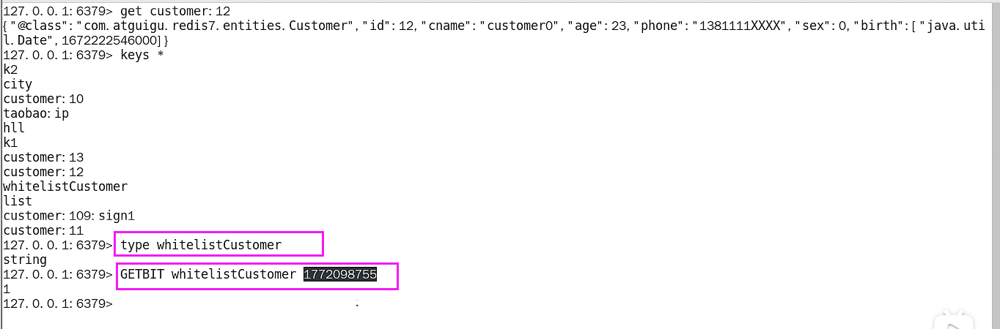 127.0.0.1:6379> get customer:12
{"@class":"com.atguigu.redis7.entities.Customer","id":12,"cname":"customer0","age":23,"phone":"1381111XXXX","sex":0,"birth":["java.uti
l.Date",1672222546000]}
127.0.0.1:6379> keys *
k2
city
customer:10
taobao:ip
hll
k1
customer:13
customer:12
whitelistCustomer
list
customer:109:sign1
customer:11
127.0.0.1:6379> type whitelistCustomer
string
127.0.0.1:6379> GETBIT whitelistCustomer 1772098755
1
127.0.0.1:6379>